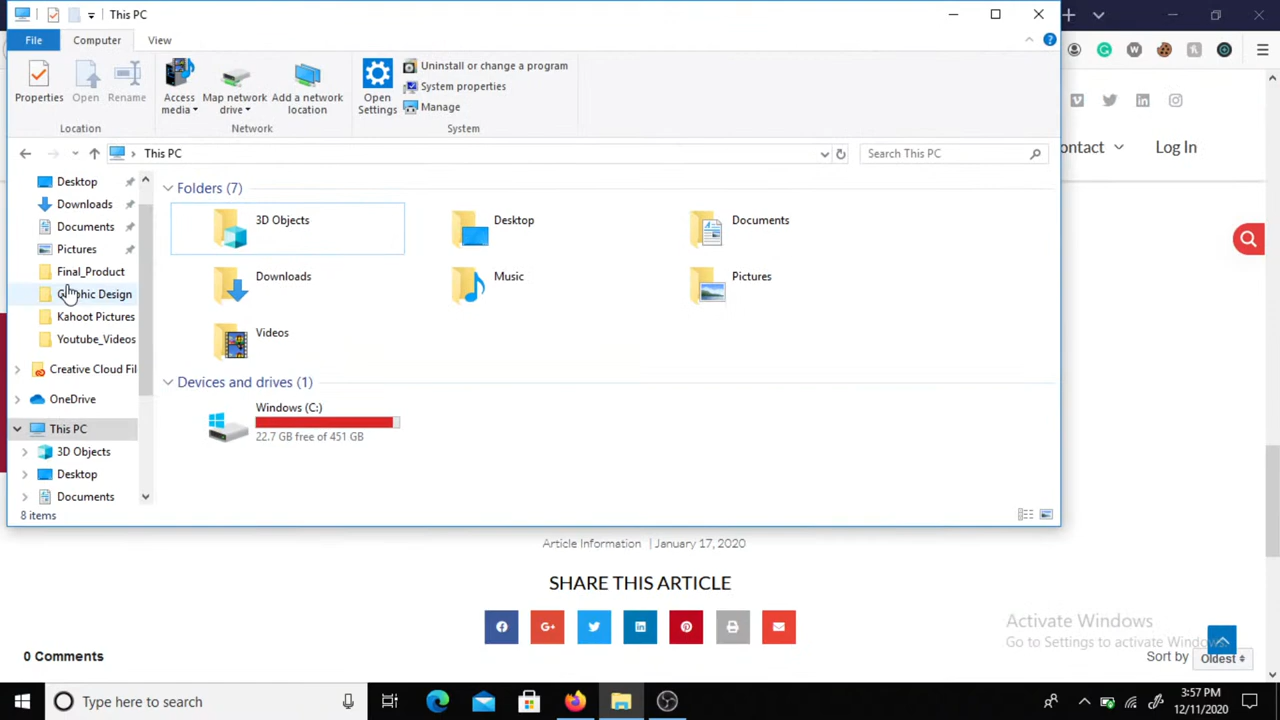 This PC
File
Computer
View
Properties
Open
Rename
Access media
Map network drive
Add a network location
Open Settings
Uninstall or change a program
System properties
Manage
Location
Network
System
This PC
Search This PC
ontact
Log In
Desktop
Downloads
Documents
Pictures
Final_Product
Graphic Design
Kahoot Pictures
Youtube_Videos
Creative Cloud Fil
OneDrive
This PC
3D Objects
Desktop
Documents
Folders (7)
3D Objects
Desktop
Documents
Downloads
Music
Pictures
Videos
Devices and drives (1)
Windows (C:)
22.7 GB free of 451 GB
8 items
Article Information | January 17, 2020
SHARE THIS ARTICLE
0 Comments
Sort by
Oldest
Activate Windows
Go to Settings to activate Windows.
Type here to search
3:57 PM
12/11/2020